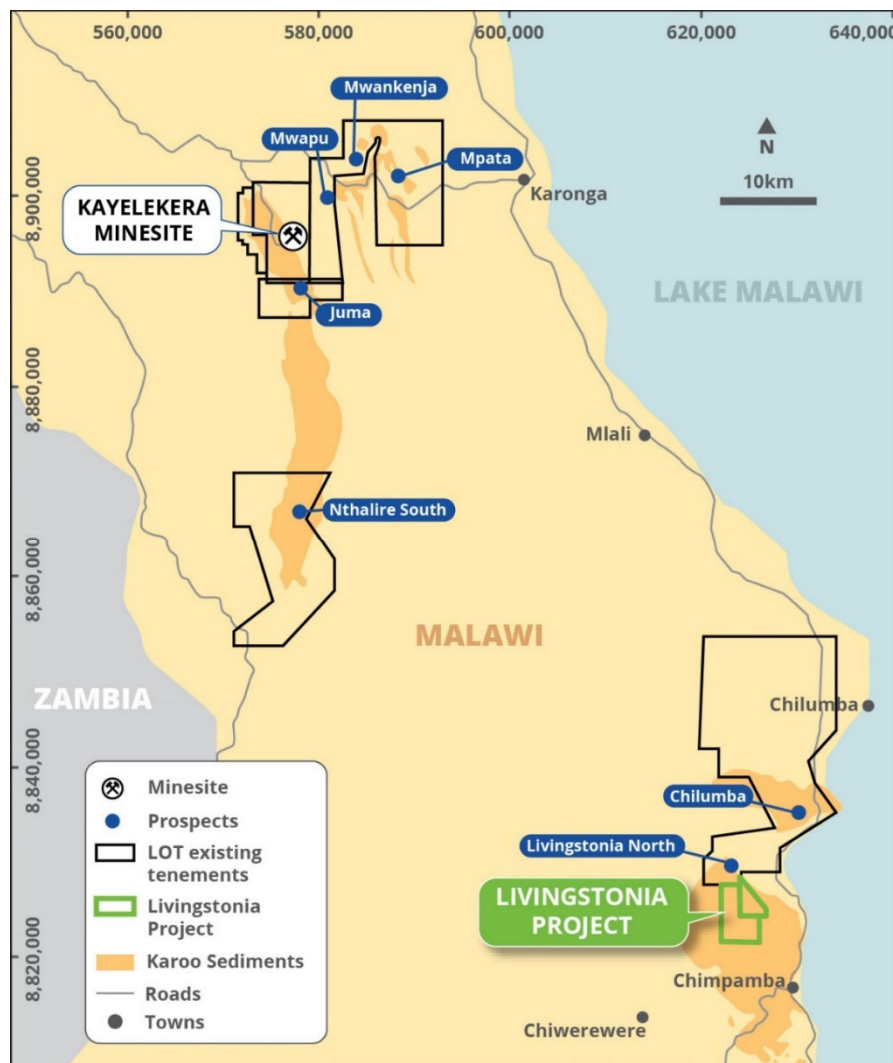 560,000
580,000
600,000
620,000
640,000
8,900,000
8,880,000
8,860,000
8,840,000
8,820,000
Mwankenja
Mwapu
Mpata
N
10km
Karonga
KAYELEKERA
MINESITE
LAKE MALAWI
Juma
Mlali
Nthalire South
MALAWI
ZAMBIA
Chilumba
Chilumba
Livingstonia North
LIVINGSTONIA
PROJECT
Chimpamba
Chiwerewere
Minesite
Prospects
LOT existing
tenements
Livingstonia
Project
Karoo Sediments
Roads
Towns